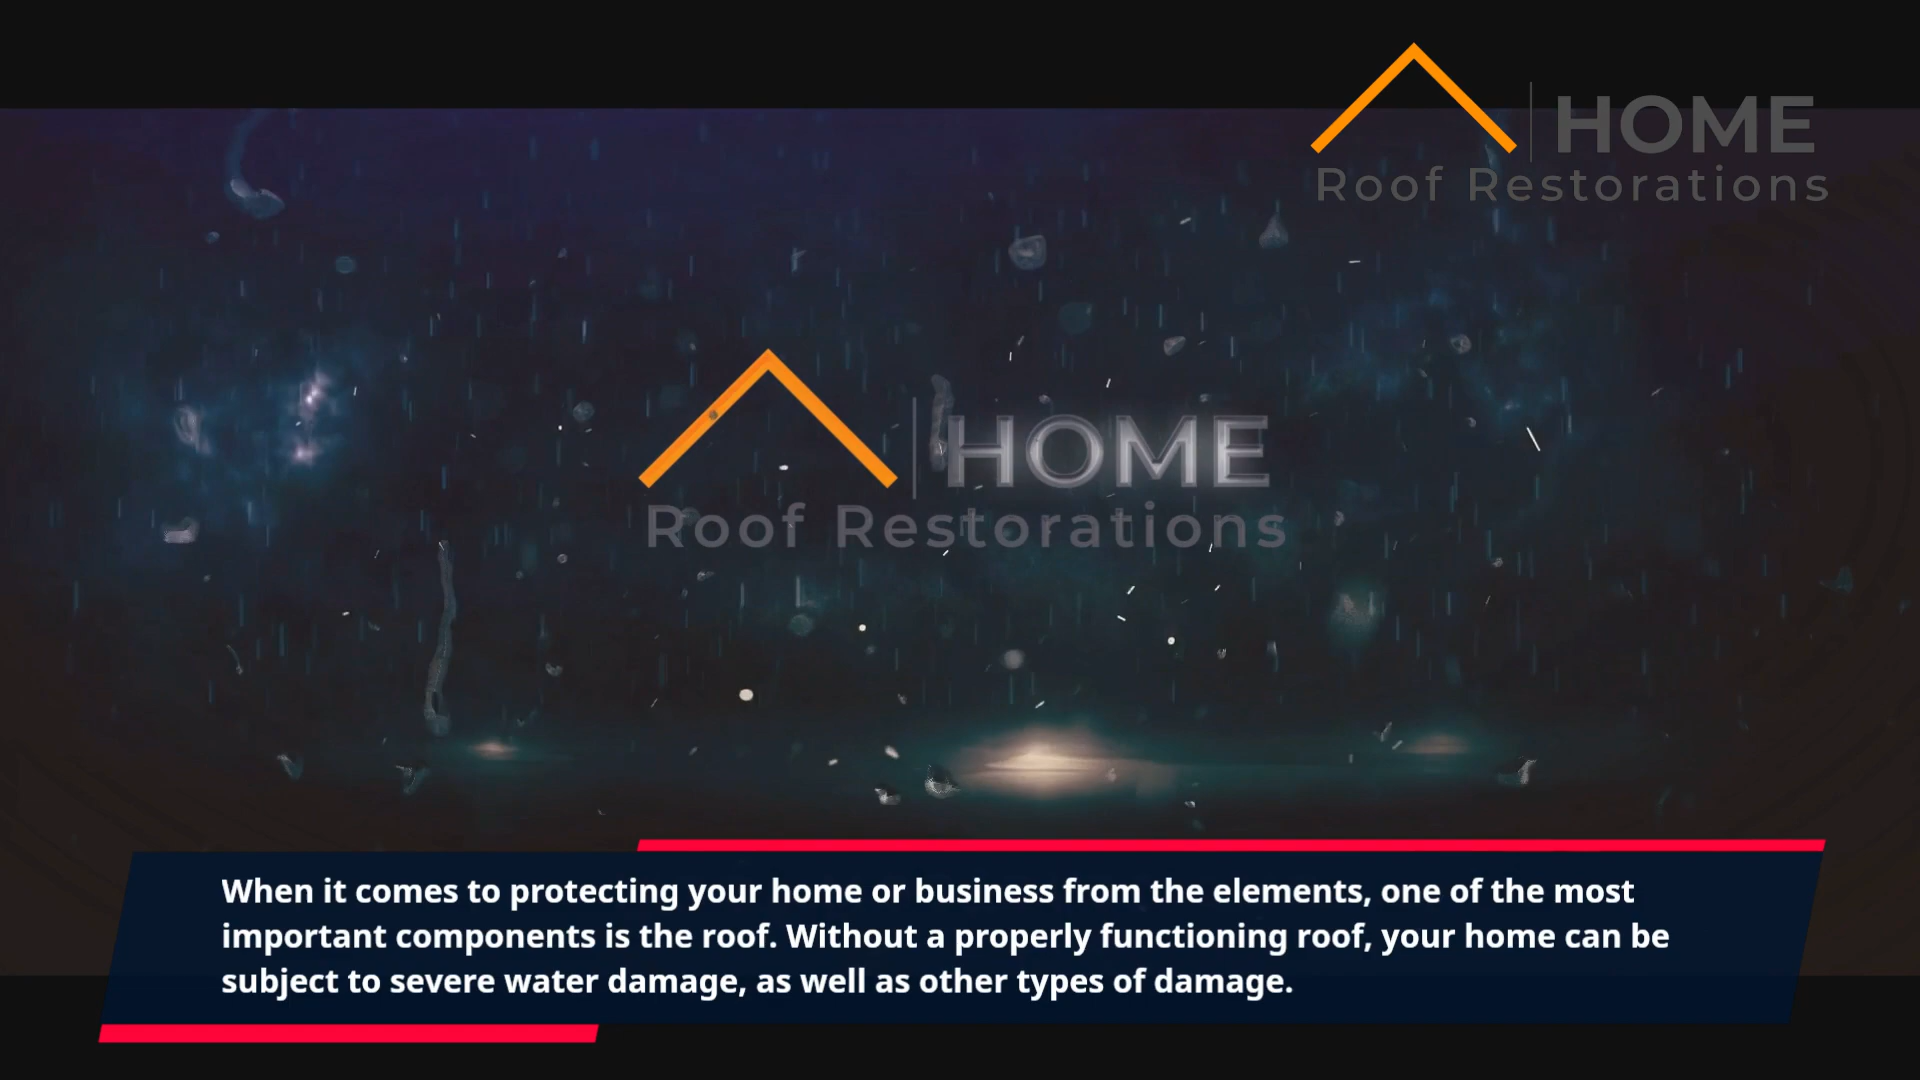 HOME
Roof Restorations
HOME
Roof Restorations
When it comes to protecting your home or business from the elements, one of the most
important components is the roof. Without a properly functioning roof, your home can be
subject to severe water damage, as well as other types of damage.